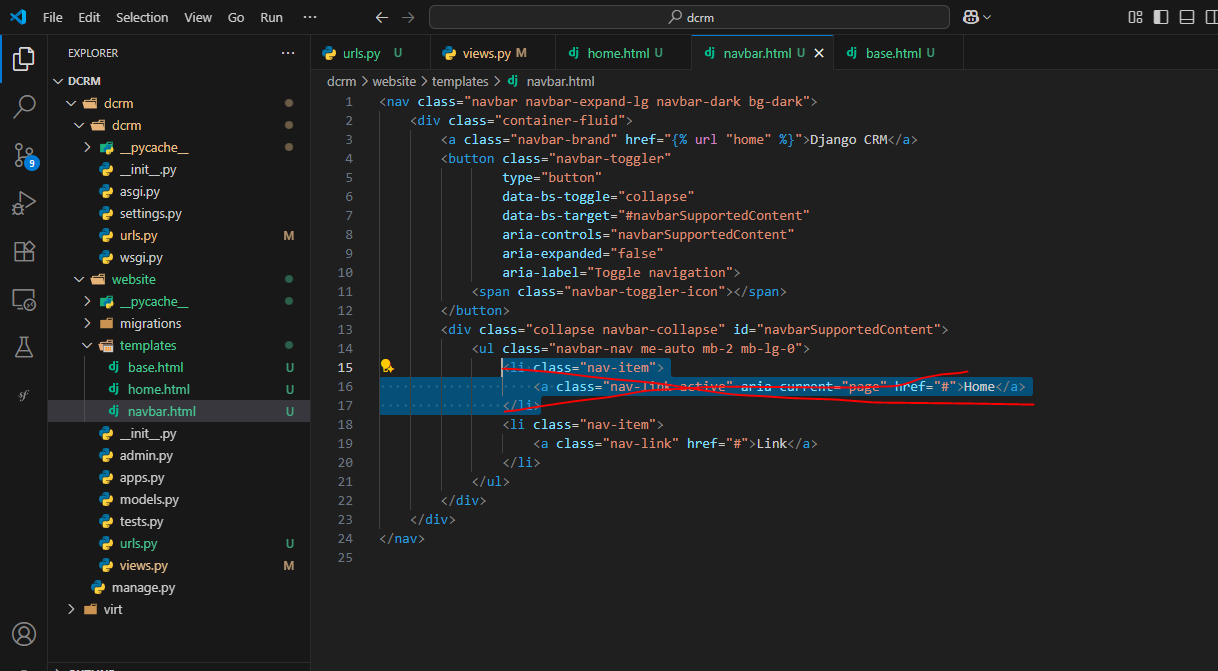 File Edit Selection View Go Run ··· dcrm
EXPLORER ···
DCRM
dcrm
dcrm
__pycache__
__init__.py
asgi.py
settings.py
urls.py M
wsgi.py
website
__pycache__
migrations
templates
base.html U
home.html U
navbar.html U
__init__.py
admin.py
apps.py
models.py
tests.py
urls.py U
views.py M
manage.py
virt
9
urls.py U views.py M home.html U navbar.html U base.html U
dcrm > website > templates > navbar.html
1 <nav class="navbar navbar-expand-lg navbar-dark bg-dark">
2 <div class="container-fluid">
3 <a class="navbar-brand" href="{% url "home" %}">Django CRM</a>
4 <button class="navbar-toggler"
5 type="button"
6 data-bs-toggle="collapse"
7 data-bs-target="#navbarSupportedContent"
8 aria-controls="navbarSupportedContent"
9 aria-expanded="false"
10 aria-label="Toggle navigation">
11 <span class="navbar-toggler-icon"></span>
12 </button>
13 <div class="collapse navbar-collapse" id="navbarSupportedContent">
14 <ul class="navbar-nav me-auto mb-2 mb-lg-0">
15 <li class="nav-item">
16 <a class="nav-link active" aria-current="page" href="#">Home</a>
17 </li>
18 <li class="nav-item">
19 <a class="nav-link" href="#">Link</a>
20 </li>
21 </ul>
22 </div>
23 </div>
24 </nav>
25